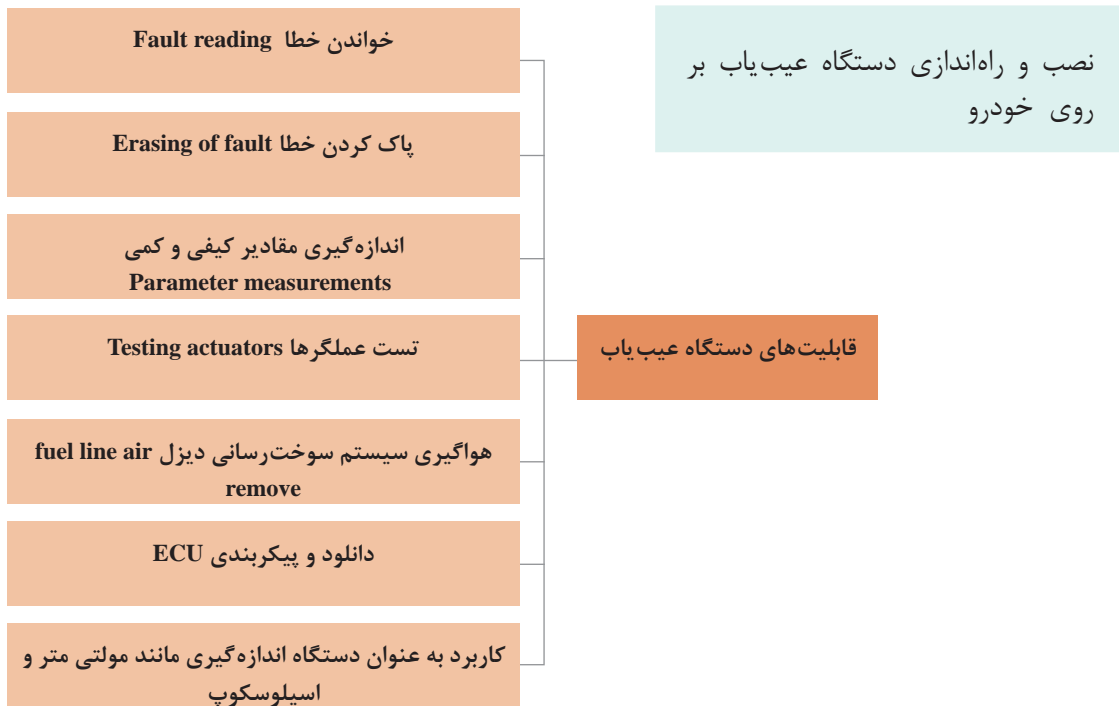 نصب و راه‌اندازی دستگاه عیب‌یاب بر
روی خودرو
قابلیت‌های دستگاه عیب‌یاب
خواندن خطا Fault reading
پاک کردن خطا Erasing of fault
اندازه‌گیری مقادیر کیفی و کمی
Parameter measurements
تست عملگرها Testing actuators
هواگیری سیستم سوخت‌رسانی دیزل fuel line air
remove
دانلود و پیکربندی ECU
کاربرد به عنوان دستگاه اندازه‌گیری مانند مولتی متر و
اسیلوسکوپ